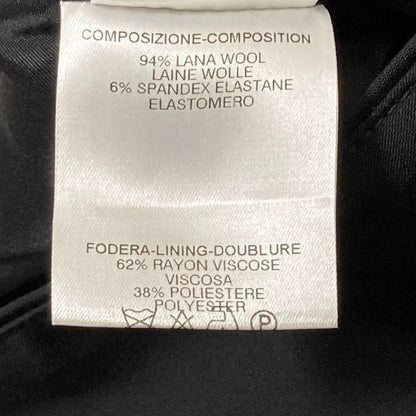 COMPOSIZIONE-COMPOSITION
94% LANA WOOL
LAINE WOLLE
6% SPANDEX ELASTANE
ELASTOMERO
FODERA-LINING-DOUBLURE
62% RAYON VISCOSE
VISCOSA
38% POLIESTERE
POLYESTER
P